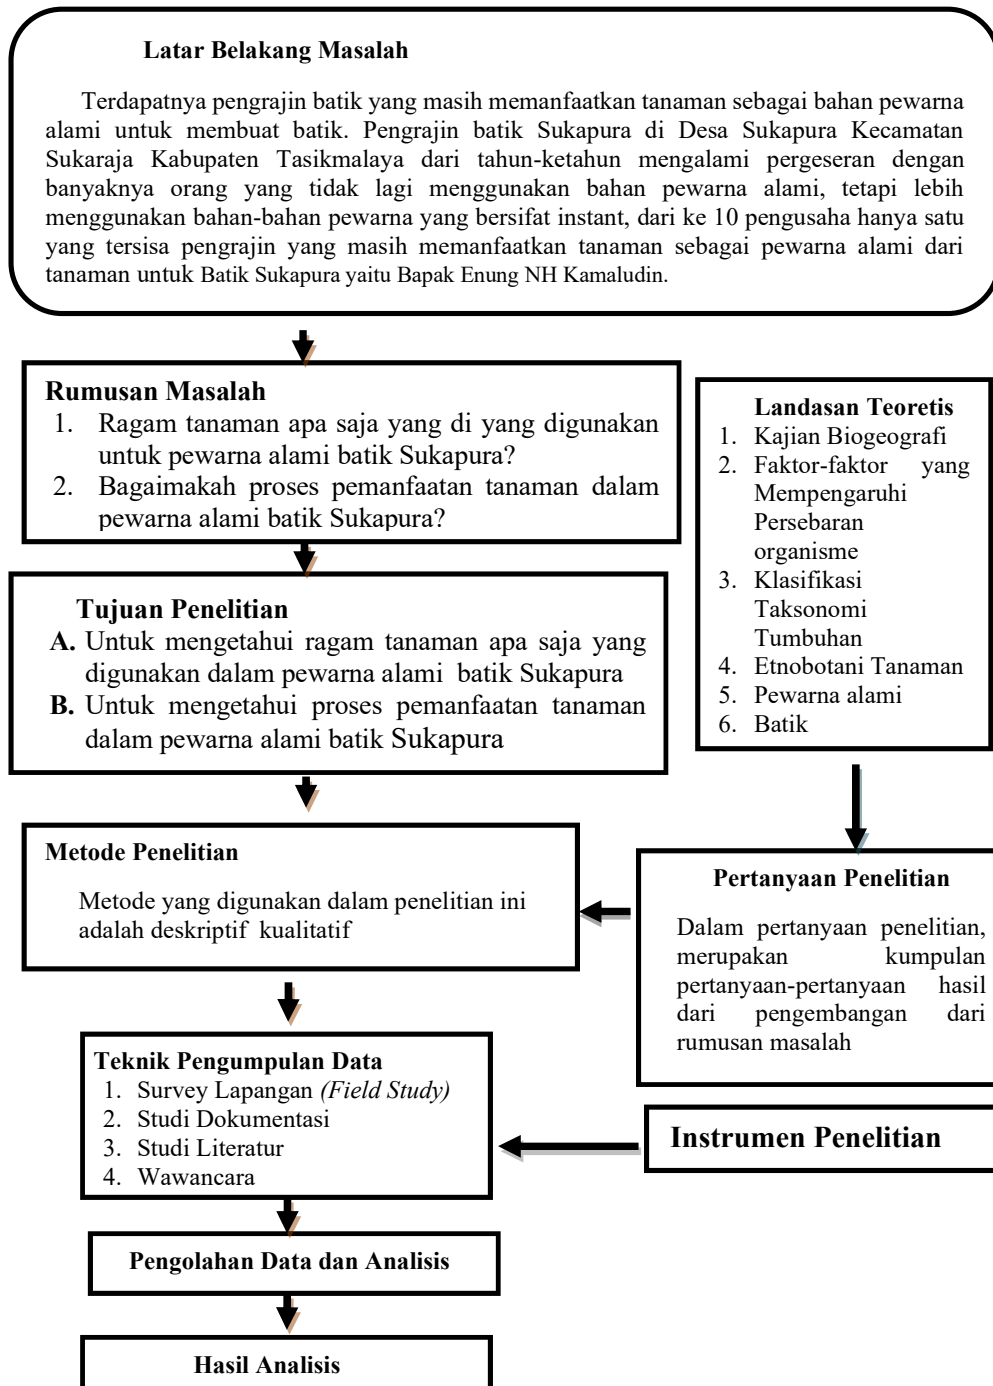 Latar Belakang Masalah
Terdapatnya pengrajin batik yang masih memanfaatkan tanaman sebagai bahan pewarna
alami untuk membuat batik. Pengrajin batik Sukapura di Desa Sukapura Kecamatan
Sukaraja Kabupaten Tasikmalaya dari tahun-ketahun mengalami pergeseran dengan
banyaknya orang yang tidak lagi menggunakan bahan pewarna alami, tetapi lebih
menggunakan bahan-bahan pewarna yang bersifat instant, dari ke 10 pengusaha hanya satu
yang tersisa pengrajin yang masih memanfaatkan tanaman sebagai pewarna alami dari
tanaman untuk Batik Sukapura yaitu Bapak Enung NH Kamaludin.
Rumusan Masalah
1. Ragam tanaman apa saja yang di yang digunakan
untuk pewarna alami batik Sukapura?
2. Bagaimakah proses pemanfaatan tanaman dalam
pewarna alami batik Sukapura?
Landasan Teoretis
1. Kajian Biogeografi
2. Faktor-faktor yang
Mempengaruhi
Persebaran
organisme
3. Klasifikasi
Taksonomi
Tumbuhan
4. Etnobotani Tanaman
5. Pewarna alami
6. Batik
Tujuan Penelitian
A. Untuk mengetahui ragam tanaman apa saja yang
digunakan dalam pewarna alami batik Sukapura
B. Untuk mengetahui proses pemanfaatan tanaman
dalam pewarna alami batik Sukapura
Metode Penelitian
Metode yang digunakan dalam penelitian ini
adalah deskriptif kualitatif
Pertanyaan Penelitian
Dalam pertanyaan penelitian,
merupakan kumpulan
pertanyaan-pertanyaan hasil
dari pengembangan dari
rumusan masalah
Teknik Pengumpulan Data
1. Survey Lapangan (Field Study)
2. Studi Dokumentasi
3. Studi Literatur
4. Wawancara
Instrumen Penelitian
Pengolahan Data dan Analisis
Hasil Analisis